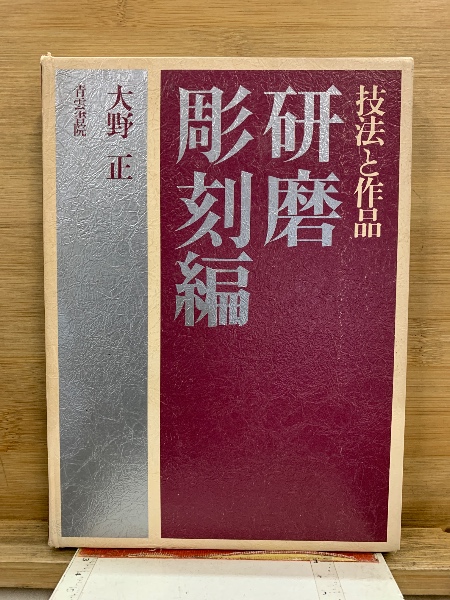 技法と作品
研磨
彫刻編
大野 正
青雲書院